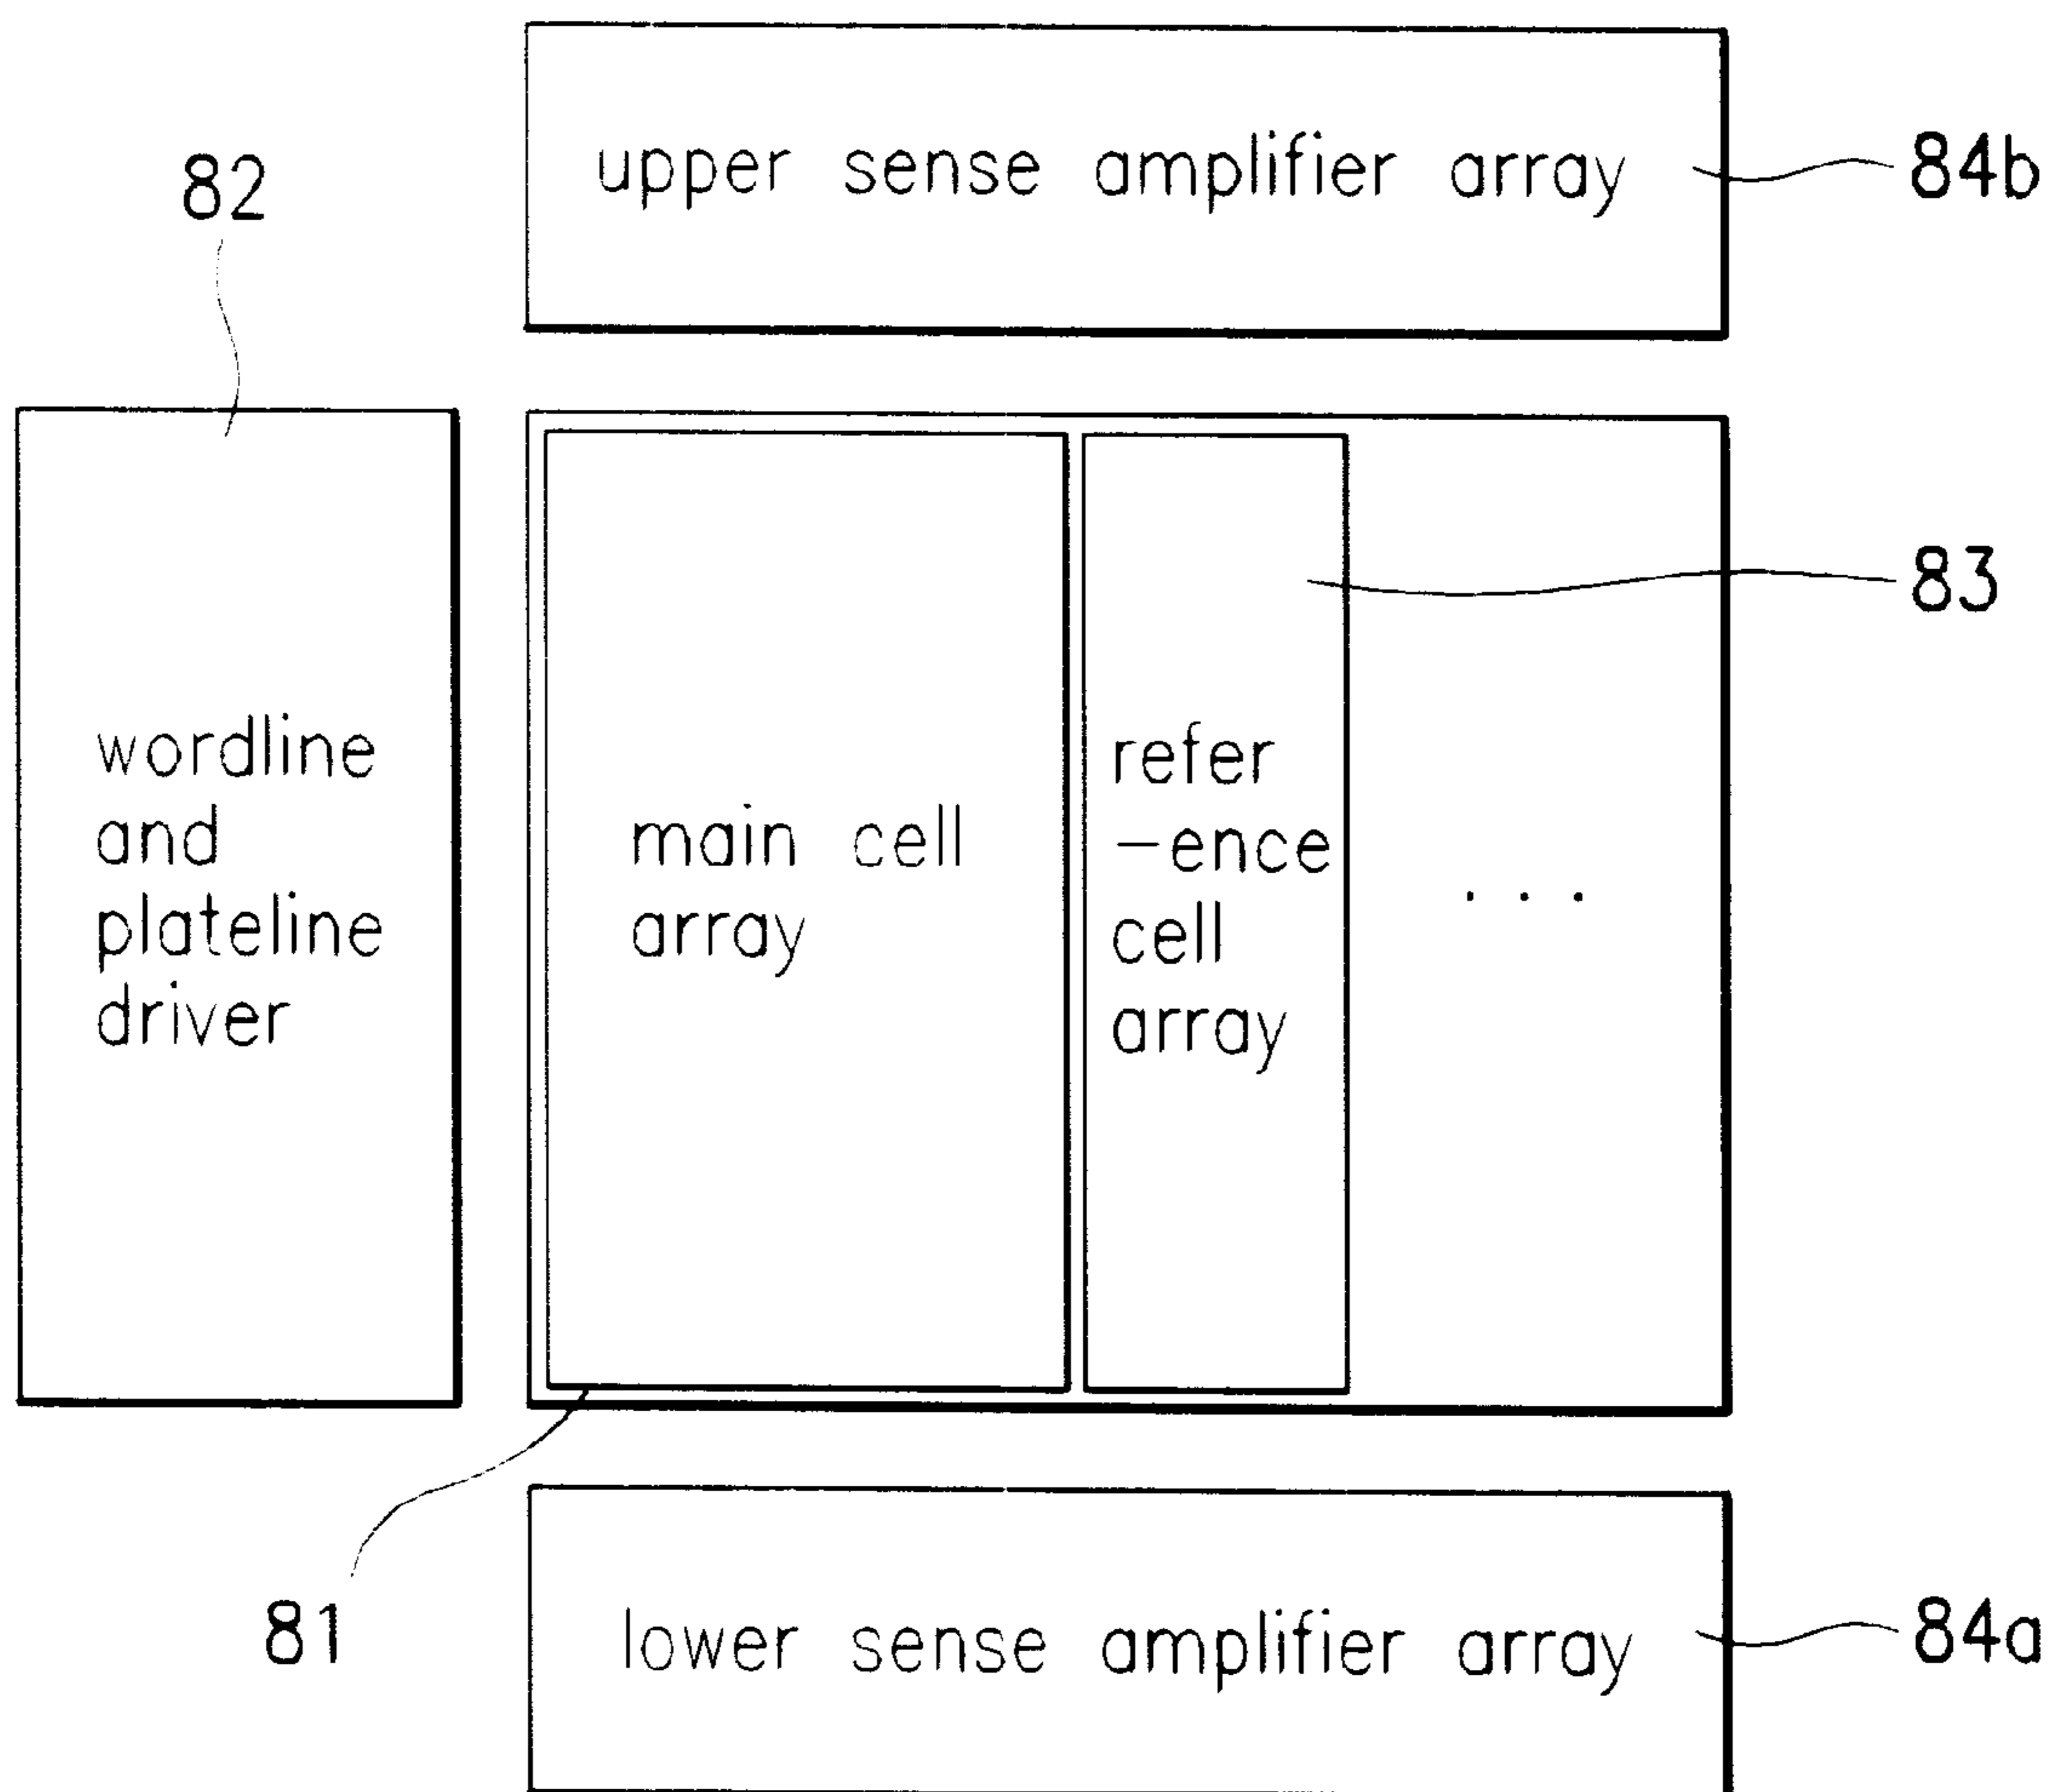 upper sense amplifier array
84b
82
83
wordline
and
plateline
driver
main cell
array
refer
-ence
cell
array
. . .
81
lower sense amplifier array
84a